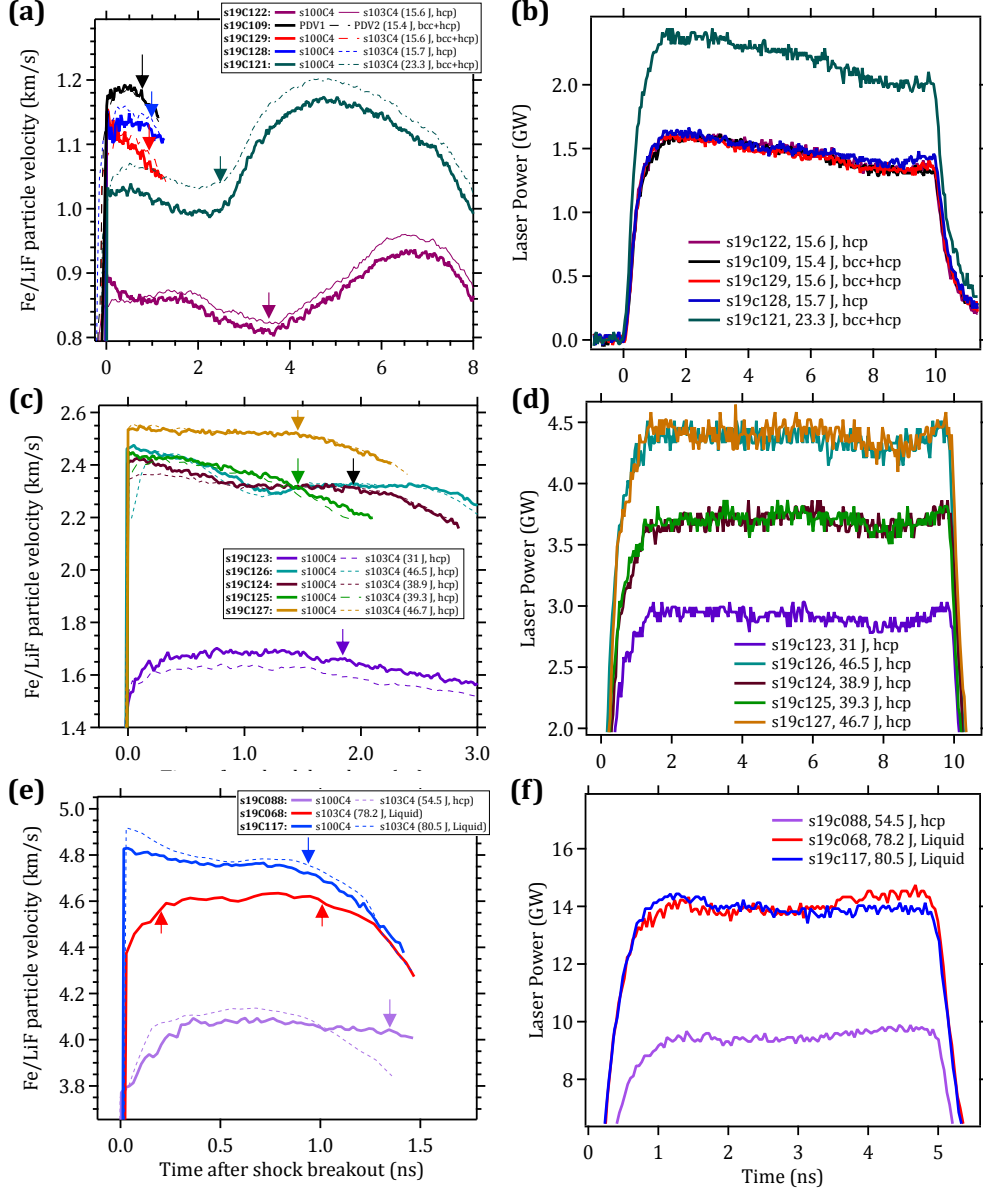 (a)
s19C122: s100C4 s103C4 (15.6 J, hcp)
s19C109: PDV1 PDV2 (15.4 J, bcc+hcp)
s19C129: s100C4 s103C4 (15.6 J, bcc+hcp)
s19C128: s100C4 s103C4 (15.7 J, hcp)
s19C121: s100C4 s103C4 (23.3 J, bcc+hcp)
Fe/LiF particle velocity (km/s)
1.2
1.1
1.0
0.9
0.8
0 2 4 6 8
(b)
Laser Power (GW)
2.0
1.5
1.0
0.5
0.0
s19c122, 15.6 J, hcp
s19c109, 15.4 J, bcc+hcp
s19c129, 15.6 J, bcc+hcp
s19c128, 15.7 J, hcp
s19c121, 23.3 J, bcc+hcp
0 2 4 6 8 10
(c)
Fe/LiF particle velocity (km/s)
2.6
2.4
2.2
2.0
1.8
1.6
1.4
s19C123: s100C4 s103C4 (31 J, hcp)
s19C126: s100C4 s103C4 (46.5 J, hcp)
s19C124: s100C4 s103C4 (38.9 J, hcp)
s19C125: s100C4 s103C4 (39.3 J, hcp)
s19C127: s100C4 s103C4 (46.7 J, hcp)
0.0 1.0 2.0 3.0
(d)
Laser Power (GW)
4.5
4.0
3.5
3.0
2.5
2.0
s19c123, 31 J, hcp
s19c126, 46.5 J, hcp
s19c124, 38.9 J, hcp
s19c125, 39.3 J, hcp
s19c127, 46.7 J, hcp
0 2 4 6 8 10
(e)
s19C088: s100C4 s103C4 (54.5 J, hcp)
s19C068: s103C4 (78.2 J, Liquid)
s19C117: s100C4 s103C4 (80.5 J, Liquid)
Fe/LiF particle velocity (km/s)
5.0
4.8
4.6
4.4
4.2
4.0
3.8
0.0 0.5 1.0 1.5
Time after shock breakout (ns)
(f)
Laser Power (GW)
16
14
12
10
8
s19c088, 54.5 J, hcp
s19c068, 78.2 J, Liquid
s19c117, 80.5 J, Liquid
0 1 2 3 4 5
Time (ns)